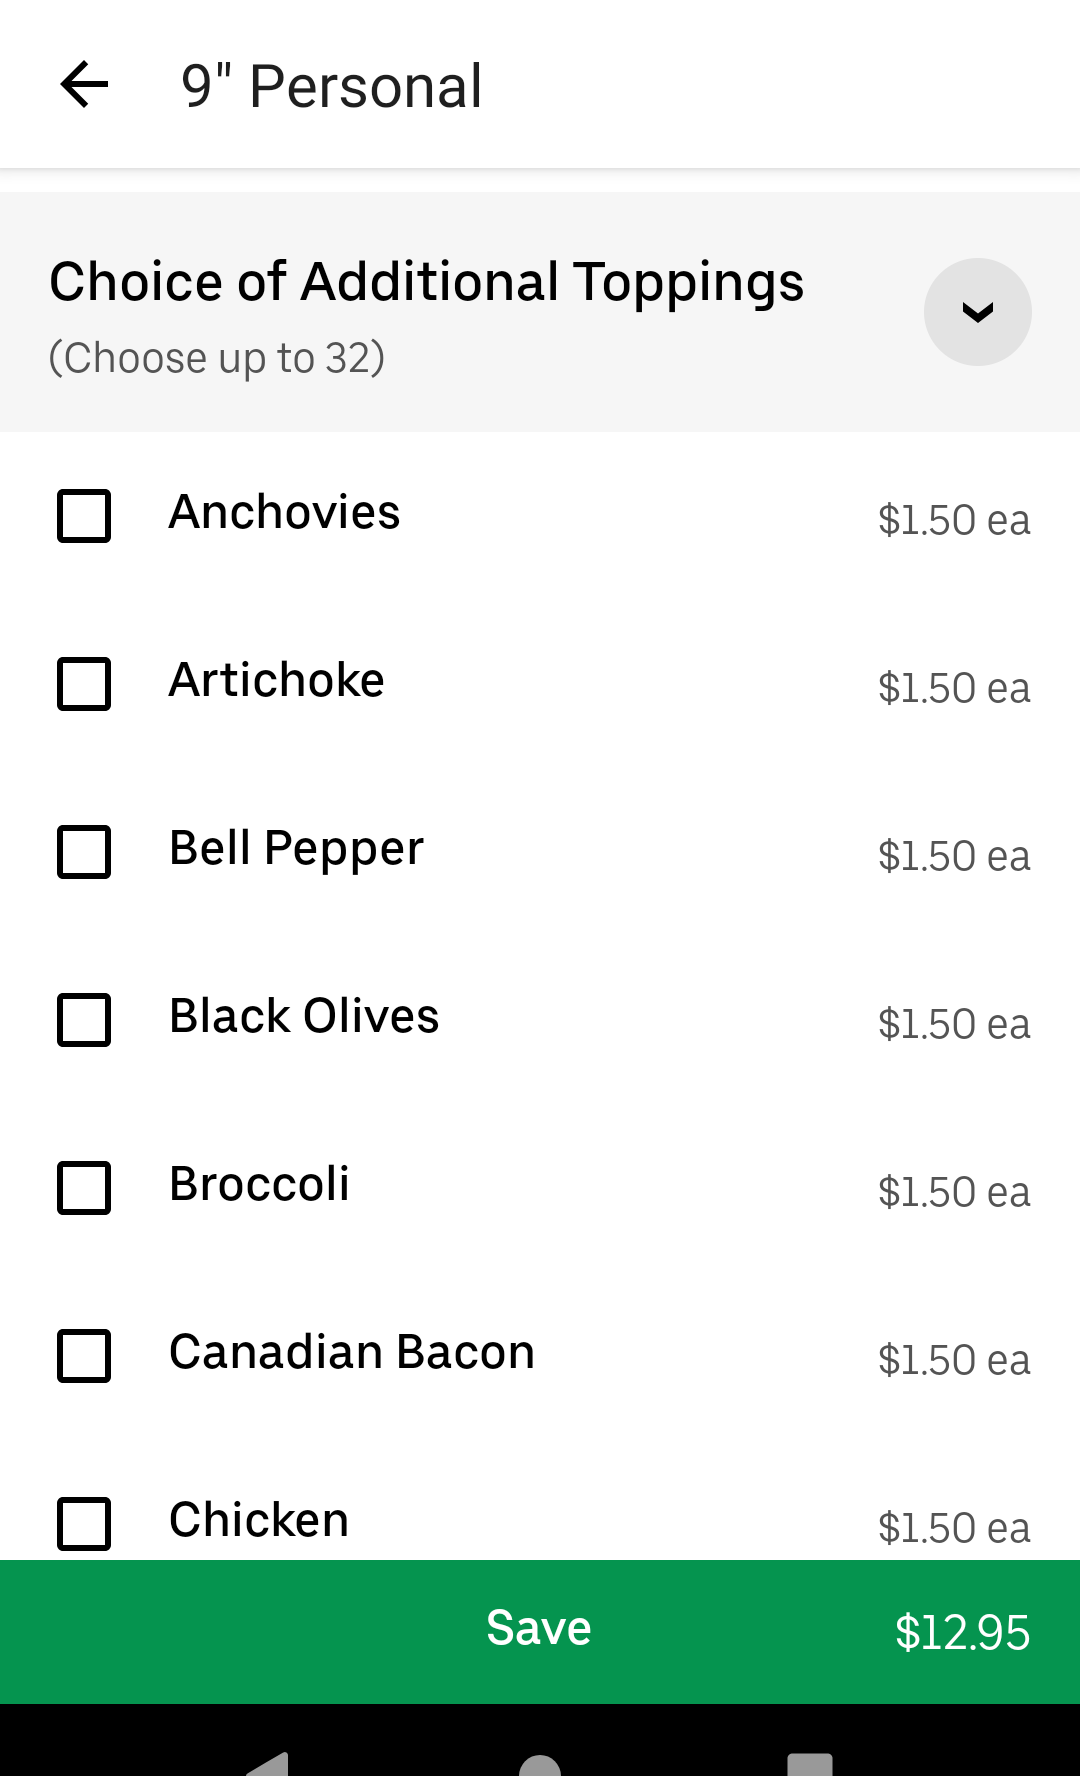 9" Personal
Choice of Additional Toppings
(Choose up to 32)
Anchovies $1.50 ea
Artichoke $1.50 ea
Bell Pepper $1.50 ea
Black Olives $1.50 ea
Broccoli $1.50 ea
Canadian Bacon $1.50 ea
Chicken $1.50 ea
Save $12.95